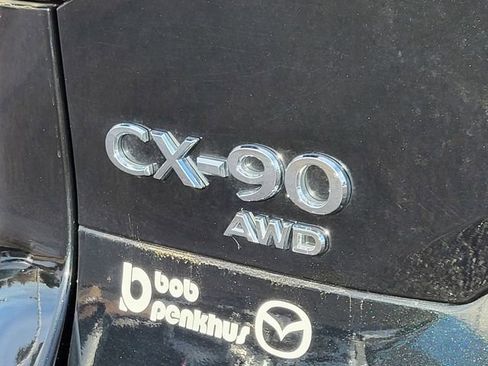 CX-90
AWD
bob
penkhus